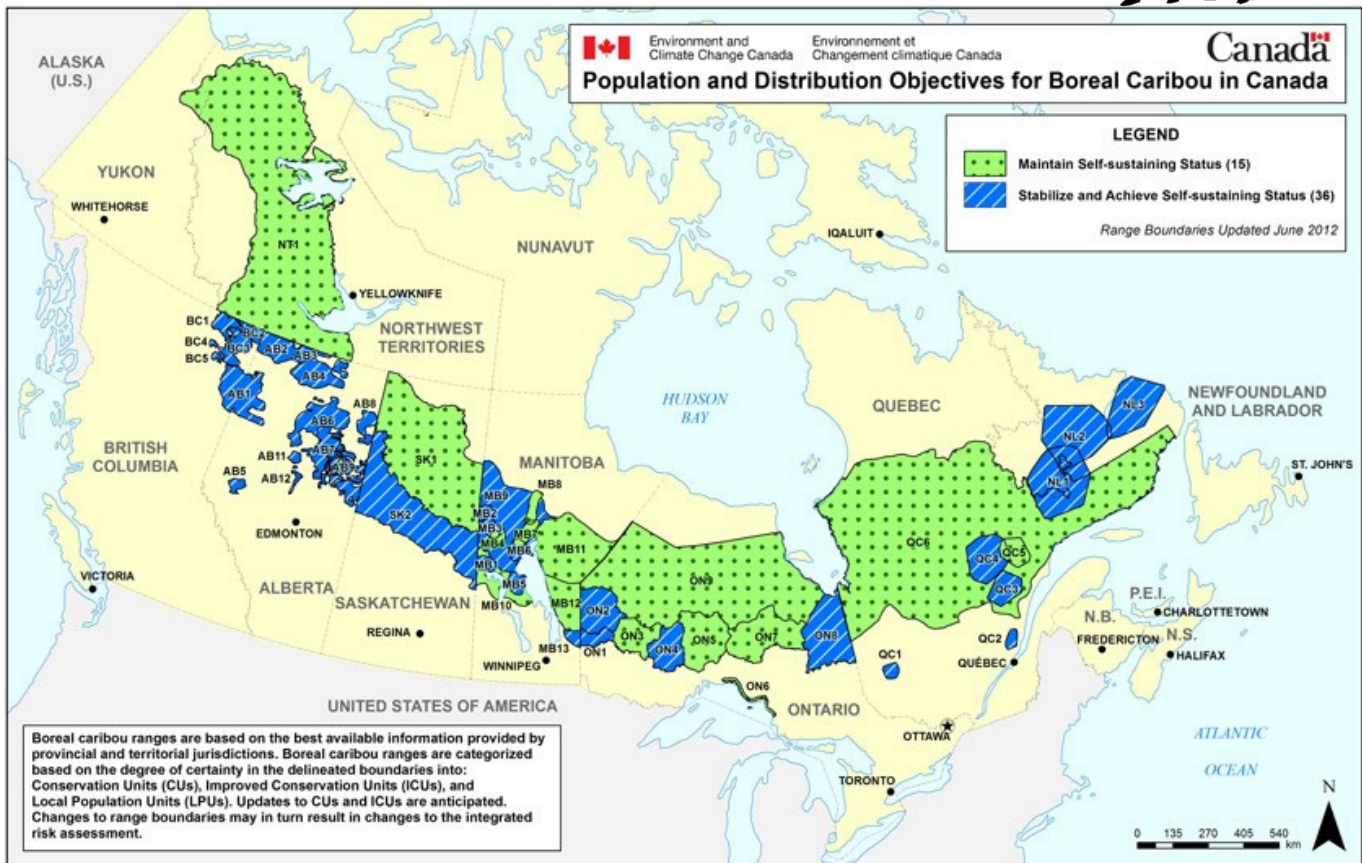 Environment and
Climate Change Canada
Environnement et
Changement climatique Canada
Canada
Population and Distribution Objectives for Boreal Caribou in Canada
LEGEND
Maintain Self-sustaining Status (15)
Stabilize and Achieve Self-sustaining Status (36)
Range Boundaries Updated June 2012
ALASKA
(U.S.)
YUKON
WHITEHORSE
NT1
NUNAVUT
IQALUIT
YELLOWKNIFE
NORTHWEST
TERRITORIES
BC1
BC2
BC4
BC3
BC5
AB2
AB3
AB4
AB1
AB8
AB6
AB7
AB9
AB11
AB12
AB5
BRITISH
COLUMBIA
SK1
SK2
HUDSON
BAY
QUEBEC
NEWFOUNDLAND
AND LABRADOR
NL3
NL2
NL1
ST. JOHN'S
MANITOBA
MB8
MB9
MB2
MB3
MB7
MB4
MB6
MB1
MB5
MB10
MB11
MB12
MB13
EDMONTON
VICTORIA
ALBERTA
SASKATCHEWAN
REGINA
WINNIPEG
ON9
ON2
ON1
ON3
ON4
ON5
ON7
ON8
ON6
QC6
QC4
QC5
QC3
QC2
QC1
QUÉBEC
P.E.I.
CHARLOTTETOWN
N.B.
FREDERICTON
N.S.
HALIFAX
UNITED STATES OF AMERICA
ONTARIO
OTTAWA
TORONTO
ATLANTIC
OCEAN
Boreal caribou ranges are based on the best available information provided by
provincial and territorial jurisdictions. Boreal caribou ranges are categorized
based on the degree of certainty in the delineated boundaries into:
Conservation Units (CUs), Improved Conservation Units (ICUs), and
Local Population Units (LPUs). Updates to CUs and ICUs are anticipated.
Changes to range boundaries may in turn result in changes to the integrated
risk assessment.
N
0 135 270 405 540
km